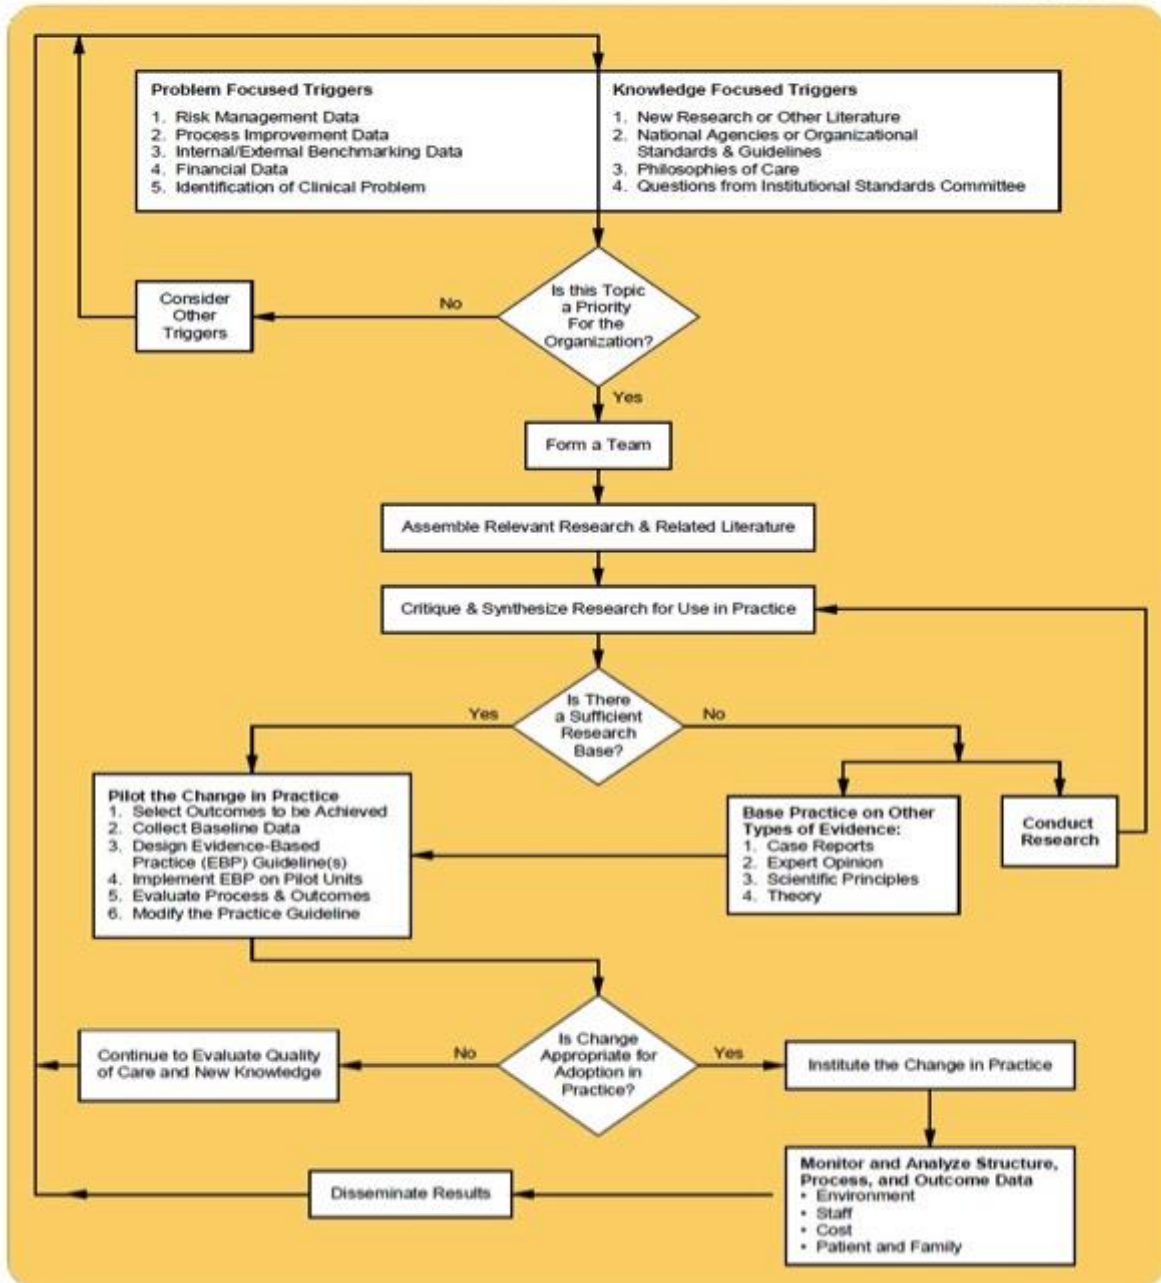 Problem Focused Triggers
1. Risk Management Data
2. Process Improvement Data
3. Internal/External Benchmarking Data
4. Financial Data
5. Identification of Clinical Problem
Knowledge Focused Triggers
1. New Research or Other Literature
2. National Agencies or Organizational
Standards & Guidelines
3. Philosophies of Care
4. Questions from Institutional Standards Committee
Is this Topic
a Priority
For the
Organization?
No
Consider
Other
Triggers
Yes
Form a Team
Assemble Relevant Research & Related Literature
Critique & Synthesize Research for Use in Practice
Is There
a Sufficient
Research
Base?
Yes
No
Pilot the Change in Practice
1. Select Outcomes to be Achieved
2. Collect Baseline Data
3. Design Evidence-Based
Practice (EBP) Guideline(s)
4. Implement EBP on Pilot Units
5. Evaluate Process & Outcomes
6. Modify the Practice Guideline
Base Practice on Other
Types of Evidence:
1. Case Reports
2. Expert Opinion
3. Scientific Principles
4. Theory
Conduct
Research
Is Change
Appropriate for
Adoption in
Practice?
No
Continue to Evaluate Quality
of Care and New Knowledge
Yes
Institute the Change in Practice
Monitor and Analyze Structure,
Process, and Outcome Data
• Environment
• Staff
• Cost
• Patient and Family
Disseminate Results